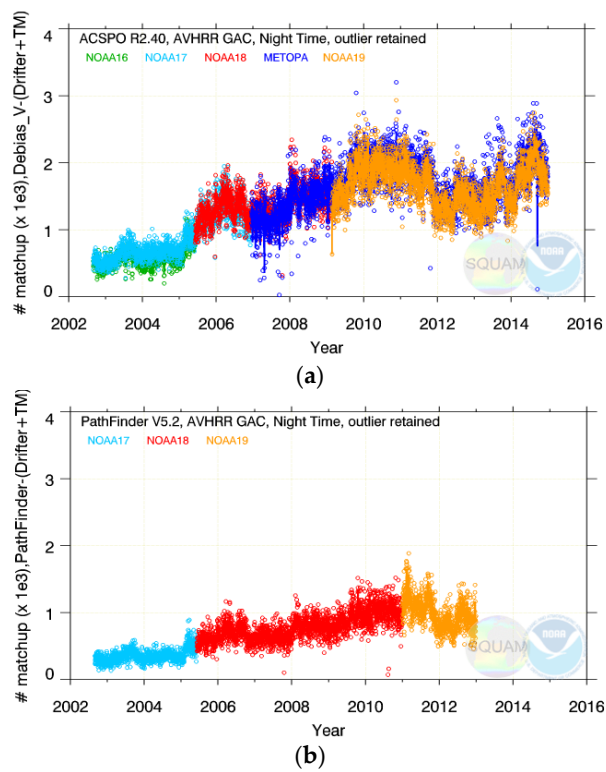 ACSPO R2.40, AVHRR GAC, Night Time, outlier retained
NOAA16 NOAA17 NOAA18 METOPA NOAA19
# matchup (x 1e3),Debias_V-(Drifter+TM)
4
3
2
1
0
SQUAM NOAA
2002 2004 2006 2008 2010 2012 2014 2016
Year
(a)
PathFinder V5.2, AVHRR GAC, Night Time, outlier retained
NOAA17 NOAA18 NOAA19
# matchup (x 1e3),PathFinder-(Drifter+TM)
4
3
2
1
0
SQUAM NOAA
2002 2004 2006 2008 2010 2012 2014 2016
Year
(b)